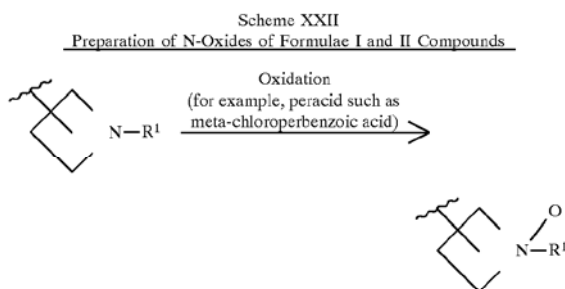 Scheme XXII
Preparation of N-Oxides of Formulae I and II Compounds
Oxidation
(for example, peracid such as
meta-chloroperbenzoic acid)
N—R¹
O
N—R¹